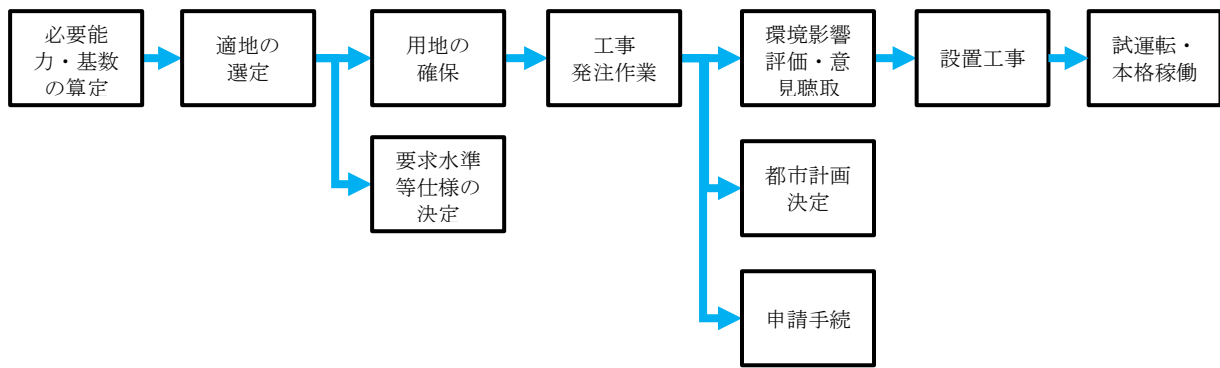 必要能
力・基数
の算定
適地の
選定
用地の
確保
工事
発注作業
環境影響
評価・意
見聴取
設置工事
試運転・
本格稼働
要求水準
等仕様の
決定
都市計画
決定
申請手続